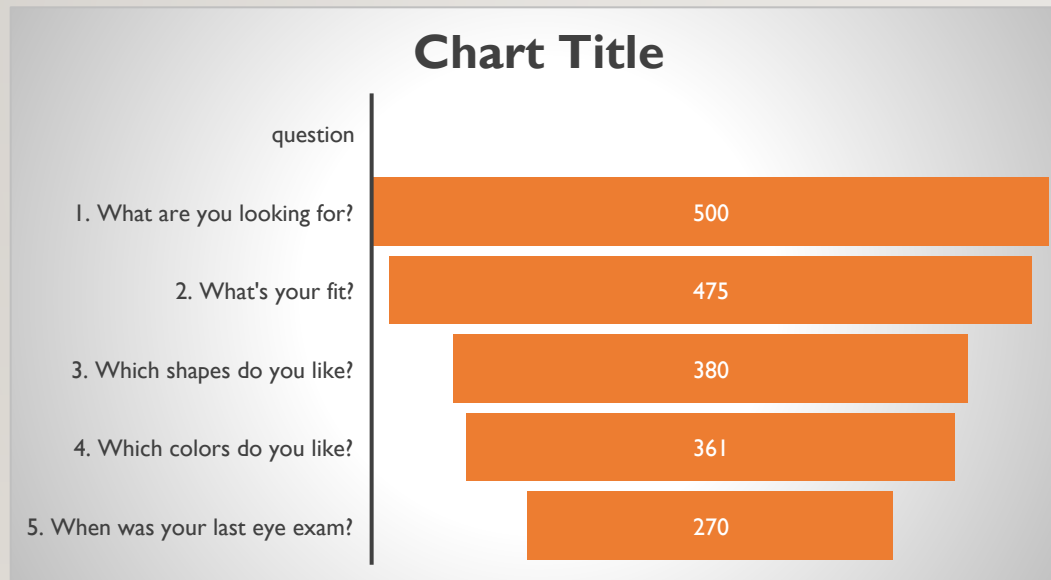 Chart Title
question
1. What are you looking for? 500
2. What's your fit? 475
3. Which shapes do you like? 380
4. Which colors do you like? 361
5. When was your last eye exam? 270